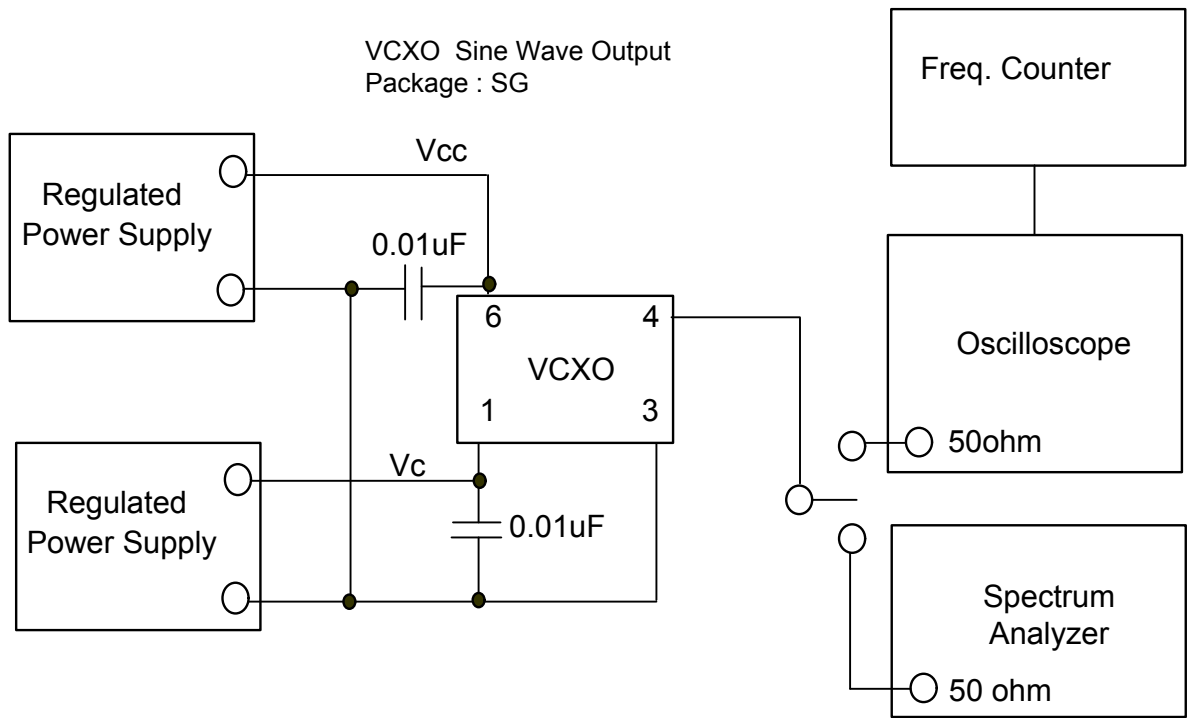 VCXO Sine Wave Output
Package : SG
Freq. Counter
Regulated
Power Supply
Vcc
0.01uF
6
4
VCXO
1
3
Oscilloscope
50ohm
Regulated
Power Supply
Vc
0.01uF
Spectrum
Analyzer
50 ohm